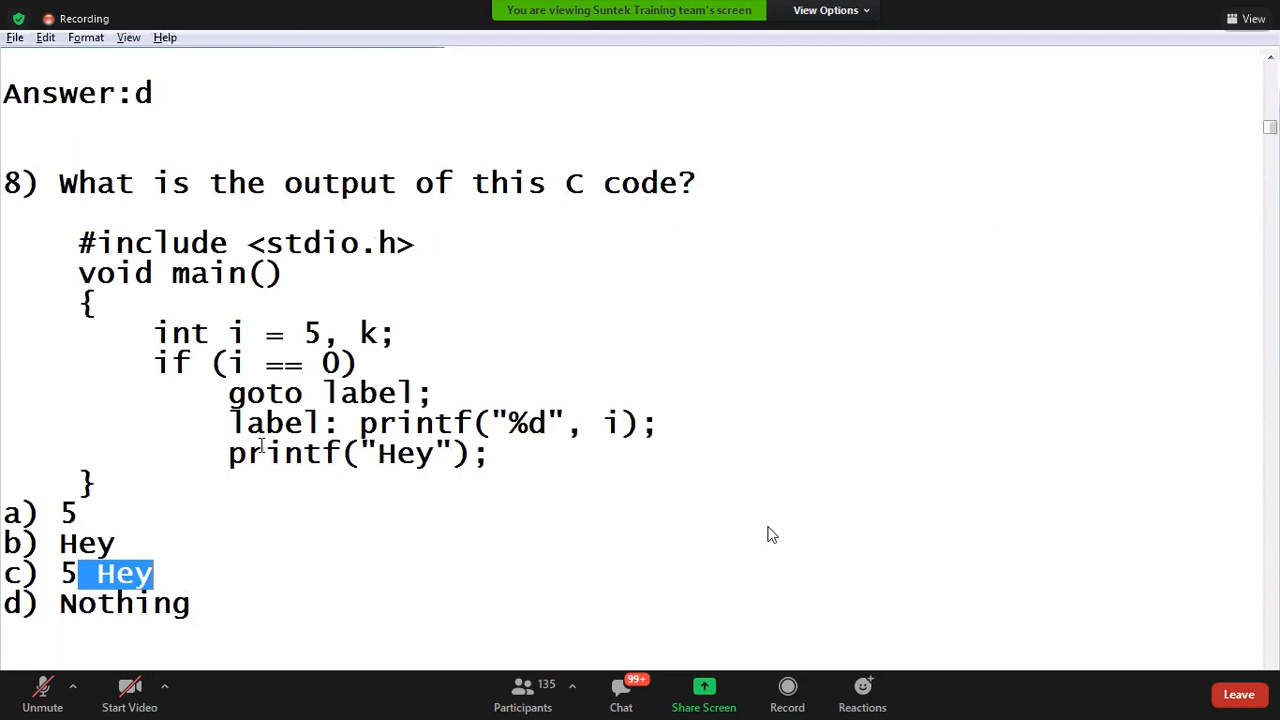 You are viewing Suntek Training team's screen
View Options
Recording
View
File Edit Format View Help
Answer:d
8) What is the output of this C code?
#include <stdio.h>
void main()
{
int i = 5, k;
if (i == 0)
goto label;
label: printf("%d", i);
printf("Hey");
}
a) 5
b) Hey
c) 5 Hey
d) Nothing
135
99+
Unmute
Start Video
Participants
Chat
Share Screen
Record
Reactions
Leave